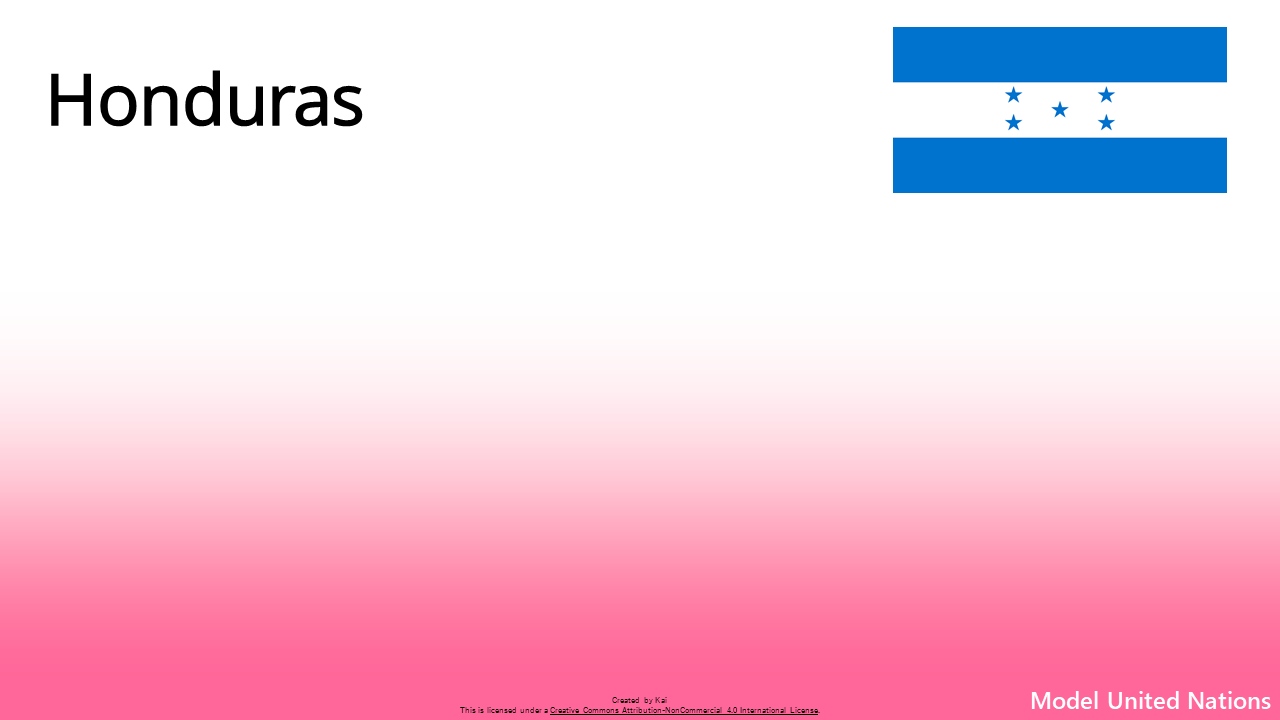 Honduras
Created by Kai
This is licensed under a Creative Commons Attribution-NonCommercial 4.0 International License.
Model United Nations